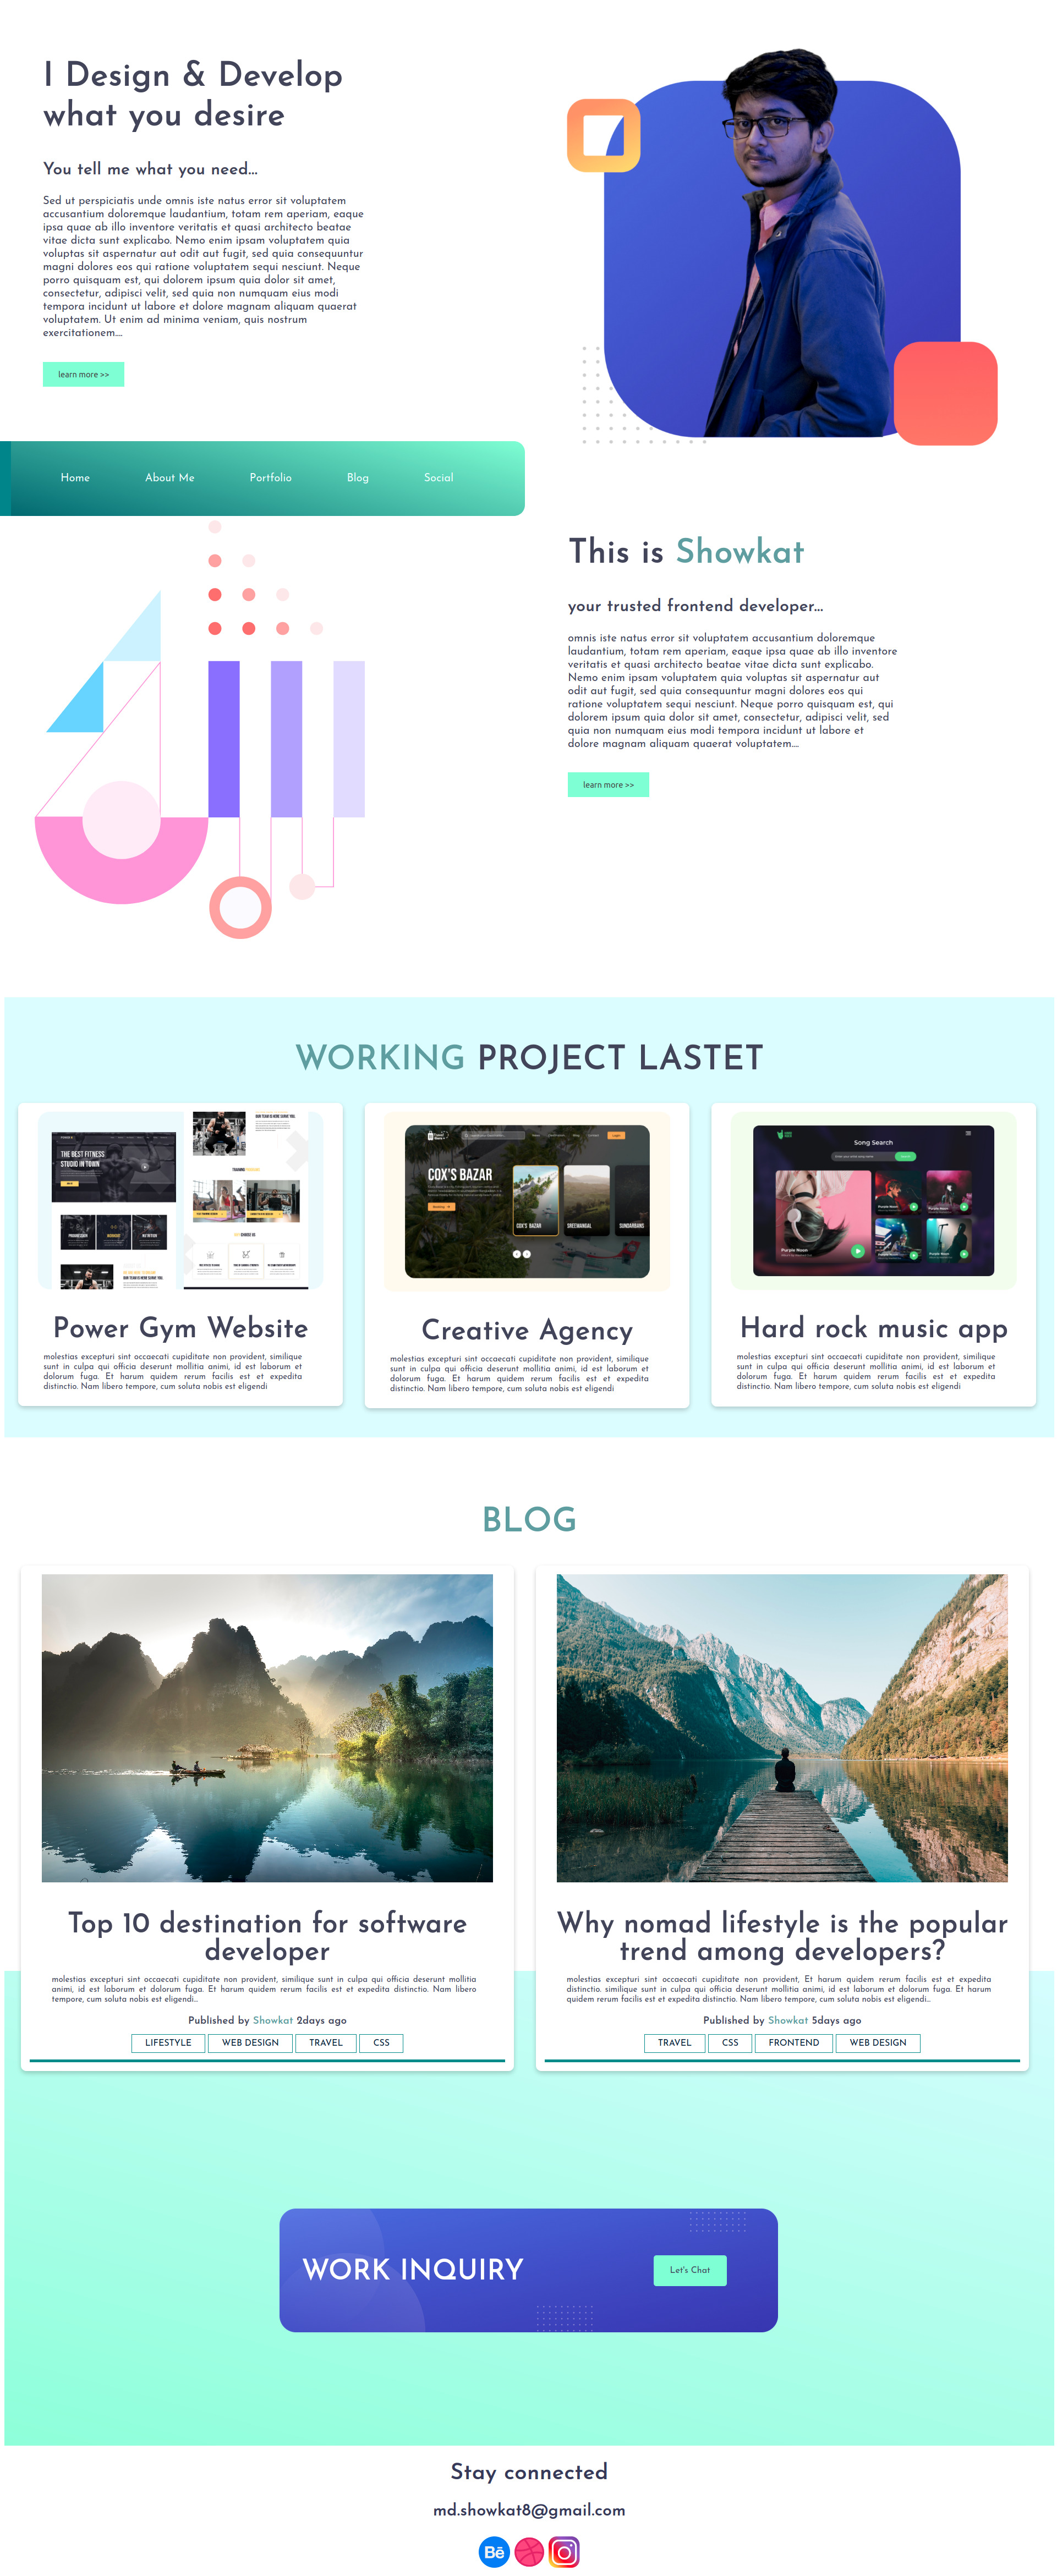 I Design & Develop
what you desire
You tell me what you need...
Sed ut perspiciatis unde omnis iste natus error sit voluptatem
accusantium doloremque laudantium, totam rem aperiam, eaque
ipsa quae ab illo inventore veritatis et quasi architecto beatae
vitae dicta sunt explicabo. Nemo enim ipsam voluptatem quia
voluptas sit aspernatur aut odit aut fugit, sed quia consequuntur
magni dolores eos qui ratione voluptatem sequi nesciunt. Neque
porro quisquam est, qui dolorem ipsum quia dolor sit amet,
consectetur, adipisci velit, sed quia non numquam eius modi
tempora incidunt ut labore et dolore magnam aliquam quaerat
voluptatem. Ut enim ad minima veniam, quis nostrum
exercitationem....
learn more >>
Home About Me Portfolio Blog Social
This is Showkat
your trusted frontend developer...
omnis iste natus error sit voluptatem accusantium doloremque
laudantium, totam rem aperiam, eaque ipsa quae ab illo inventore
veritatis et quasi architecto beatae vitae dicta sunt explicabo.
Nemo enim ipsam voluptatem quia voluptas sit aspernatur aut
odit aut fugit, sed quia consequuntur magni dolores eos qui
ratione voluptatem sequi nesciunt. Neque porro quisquam est, qui
dolorem ipsum quia dolor sit amet, consectetur, adipisci velit, sed
quia non numquam eius modi tempora incidunt ut labore et
dolore magnam aliquam quaerat voluptatem....
learn more >>
WORKING PROJECT LASTET
THE BEST FITNESS
STUDIO IN TOWN
Power Gym Website
molestias excepturi sint occaecati cupiditate non provident, similique
sunt in culpa qui officia deserunt mollitia animi, id est laborum et
dolorum fuga. Et harum quidem rerum facilis est et expedita
distinctio. Nam libero tempore, cum soluta nobis est eligendi
COX'S BAZAR
COX'S BAZAR SREEMANGAL SUNDARBANS
Creative Agency
molestias excepturi sint occaecati cupiditate non provident, similique
sunt in culpa qui officia deserunt mollitia animi, id est laborum et
dolorum fuga. Et harum quidem rerum facilis est et expedita
distinctio. Nam libero tempore, cum soluta nobis est eligendi
Song Search
Purple Noon
Hard rock music app
molestias excepturi sint occaecati cupiditate non provident, similique
sunt in culpa qui officia deserunt mollitia animi, id est laborum et
dolorum fuga. Et harum quidem rerum facilis est et expedita
distinctio. Nam libero tempore, cum soluta nobis est eligendi
BLOG
Top 10 destination for software
developer
molestias excepturi sint occaecati cupiditate non provident, similique sunt in culpa qui officia deserunt mollitia
animi, id est laborum et dolorum fuga. Et harum quidem rerum facilis est et expedita distinctio. Nam libero
tempore, cum soluta nobis est eligendi...
Published by Showkat 2days ago
LIFESTYLE WEB DESIGN TRAVEL CSS
Why nomad lifestyle is the popular
trend among developers?
molestias excepturi sint occaecati cupiditate non provident, Et harum quidem rerum facilis est et expedita
distinctio. similique sunt in culpa qui officia deserunt mollitia animi, id est laborum et dolorum fuga. Et harum
quidem rerum facilis est et expedita distinctio. Nam libero tempore, cum soluta nobis est eligendi...
Published by Showkat 5days ago
TRAVEL CSS FRONTEND WEB DESIGN
WORK INQUIRY
Let's Chat
Stay connected
md.showkat8@gmail.com
Bē